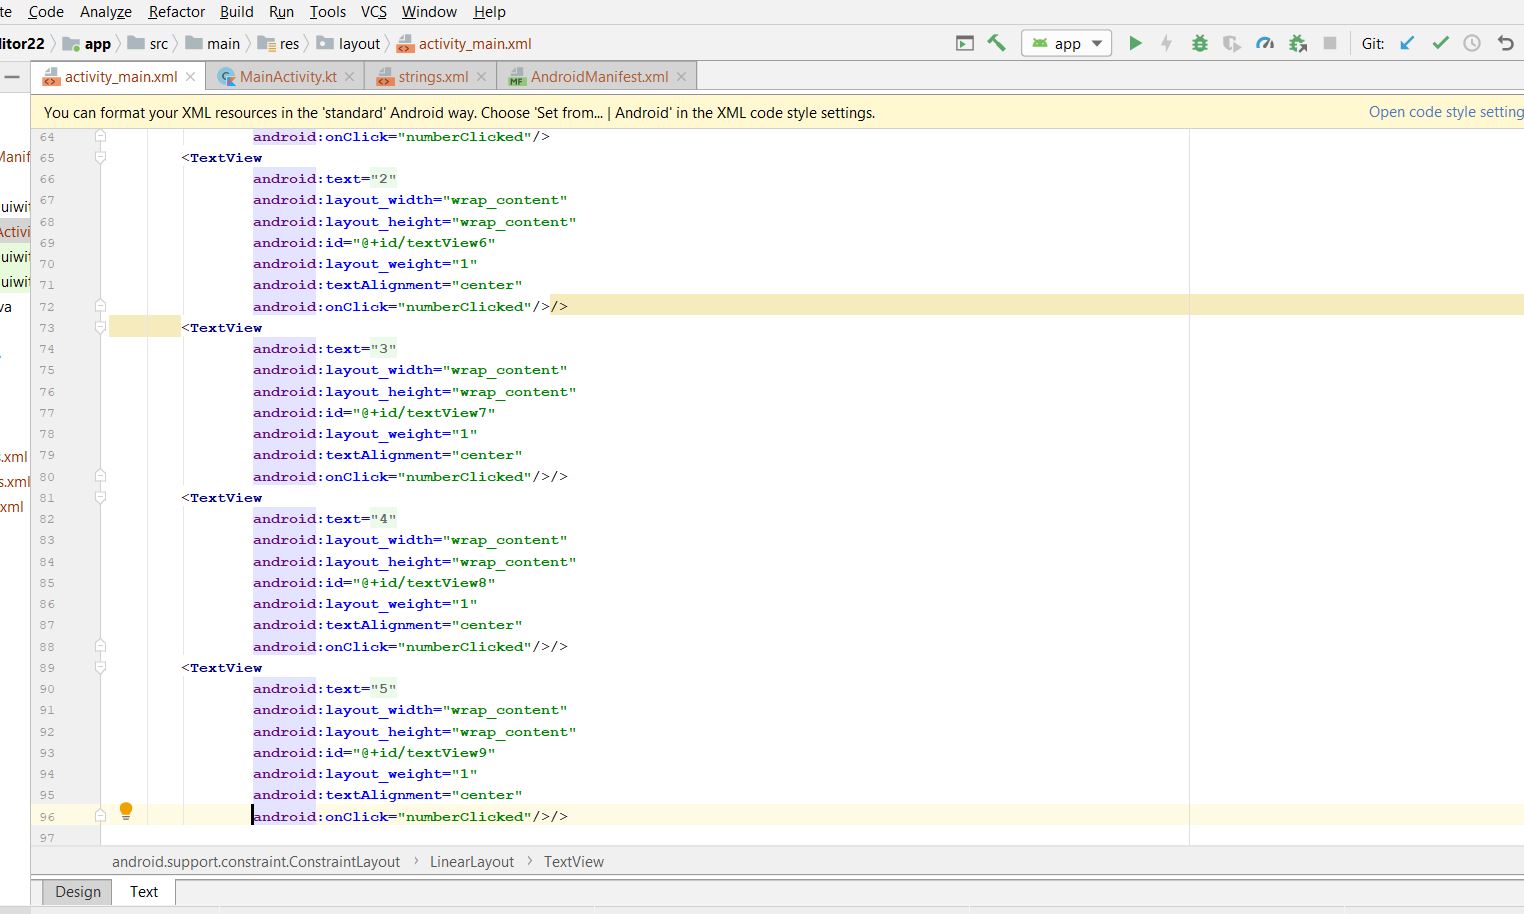 te Code Analyze Refactor Build Run Tools VCS Window Help
litor22 app src main res layout activity_main.xml app Git:
activity_main.xml MainActivity.kt strings.xml AndroidManifest.xml
You can format your XML resources in the 'standard' Android way. Choose 'Set from... | Android' in the XML code style settings. Open code style setting
64 android:onClick="numberClicked"/>
65 <TextView
66 android:text="2"
67 android:layout_width="wrap_content"
68 android:layout_height="wrap_content"
69 android:id="@+id/textView6"
70 android:layout_weight="1"
71 android:textAlignment="center"
72 android:onClick="numberClicked"/>/>
73 <TextView
74 android:text="3"
75 android:layout_width="wrap_content"
76 android:layout_height="wrap_content"
77 android:id="@+id/textView7"
78 android:layout_weight="1"
79 android:textAlignment="center"
80 android:onClick="numberClicked"/>/>
81 <TextView
82 android:text="4"
83 android:layout_width="wrap_content"
84 android:layout_height="wrap_content"
85 android:id="@+id/textView8"
86 android:layout_weight="1"
87 android:textAlignment="center"
88 android:onClick="numberClicked"/>/>
89 <TextView
90 android:text="5"
91 android:layout_width="wrap_content"
92 android:layout_height="wrap_content"
93 android:id="@+id/textView9"
94 android:layout_weight="1"
95 android:textAlignment="center"
96 android:onClick="numberClicked"/>/>
97
Manif
uiwit
Activi
uiwit
uiwit
va
.xml
s.xml
xml
android.support.constraint.ConstraintLayout › LinearLayout › TextView
Design Text